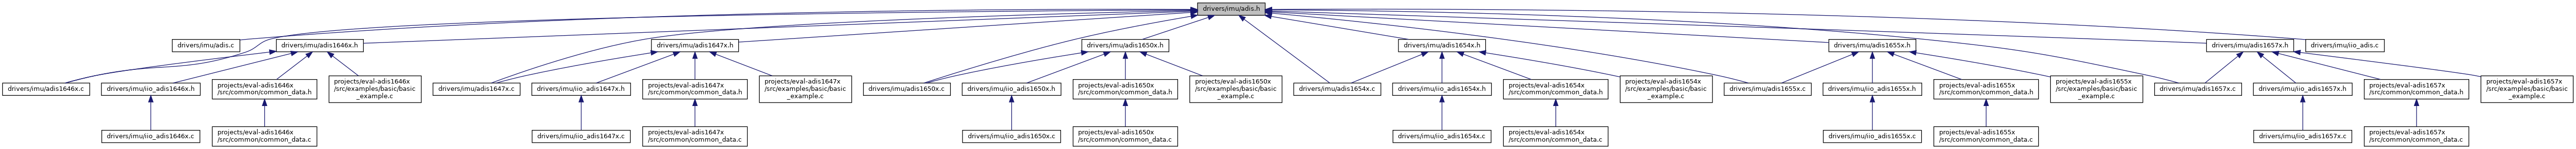 drivers/imu/adis.h
drivers/imu/adis.c
drivers/imu/adis1646x.h
drivers/imu/adis1647x.h
drivers/imu/adis1650x.h
drivers/imu/adis1654x.h
drivers/imu/adis1655x.h
drivers/imu/adis1657x.h
drivers/imu/iio_adis.c
drivers/imu/adis1646x.c
drivers/imu/iio_adis1646x.h
projects/eval-adis1646x
/src/common/common_data.h
projects/eval-adis1646x
/src/examples/basic/basic
_example.c
drivers/imu/adis1647x.c
drivers/imu/iio_adis1647x.h
projects/eval-adis1647x
/src/common/common_data.h
projects/eval-adis1647x
/src/examples/basic/basic
_example.c
drivers/imu/adis1650x.c
drivers/imu/iio_adis1650x.h
projects/eval-adis1650x
/src/common/common_data.h
projects/eval-adis1650x
/src/examples/basic/basic
_example.c
drivers/imu/adis1654x.c
drivers/imu/iio_adis1654x.h
projects/eval-adis1654x
/src/common/common_data.h
projects/eval-adis1654x
/src/examples/basic/basic
_example.c
drivers/imu/adis1655x.c
drivers/imu/iio_adis1655x.h
projects/eval-adis1655x
/src/common/common_data.h
projects/eval-adis1655x
/src/examples/basic/basic
_example.c
drivers/imu/adis1657x.c
drivers/imu/iio_adis1657x.h
projects/eval-adis1657x
/src/common/common_data.h
projects/eval-adis1657x
/src/examples/basic/basic
_example.c
drivers/imu/iio_adis1646x.c
projects/eval-adis1646x
/src/common/common_data.c
drivers/imu/iio_adis1647x.c
projects/eval-adis1647x
/src/common/common_data.c
drivers/imu/iio_adis1650x.c
projects/eval-adis1650x
/src/common/common_data.c
drivers/imu/iio_adis1654x.c
projects/eval-adis1654x
/src/common/common_data.c
drivers/imu/iio_adis1655x.c
projects/eval-adis1655x
/src/common/common_data.c
drivers/imu/iio_adis1657x.c
projects/eval-adis1657x
/src/common/common_data.c